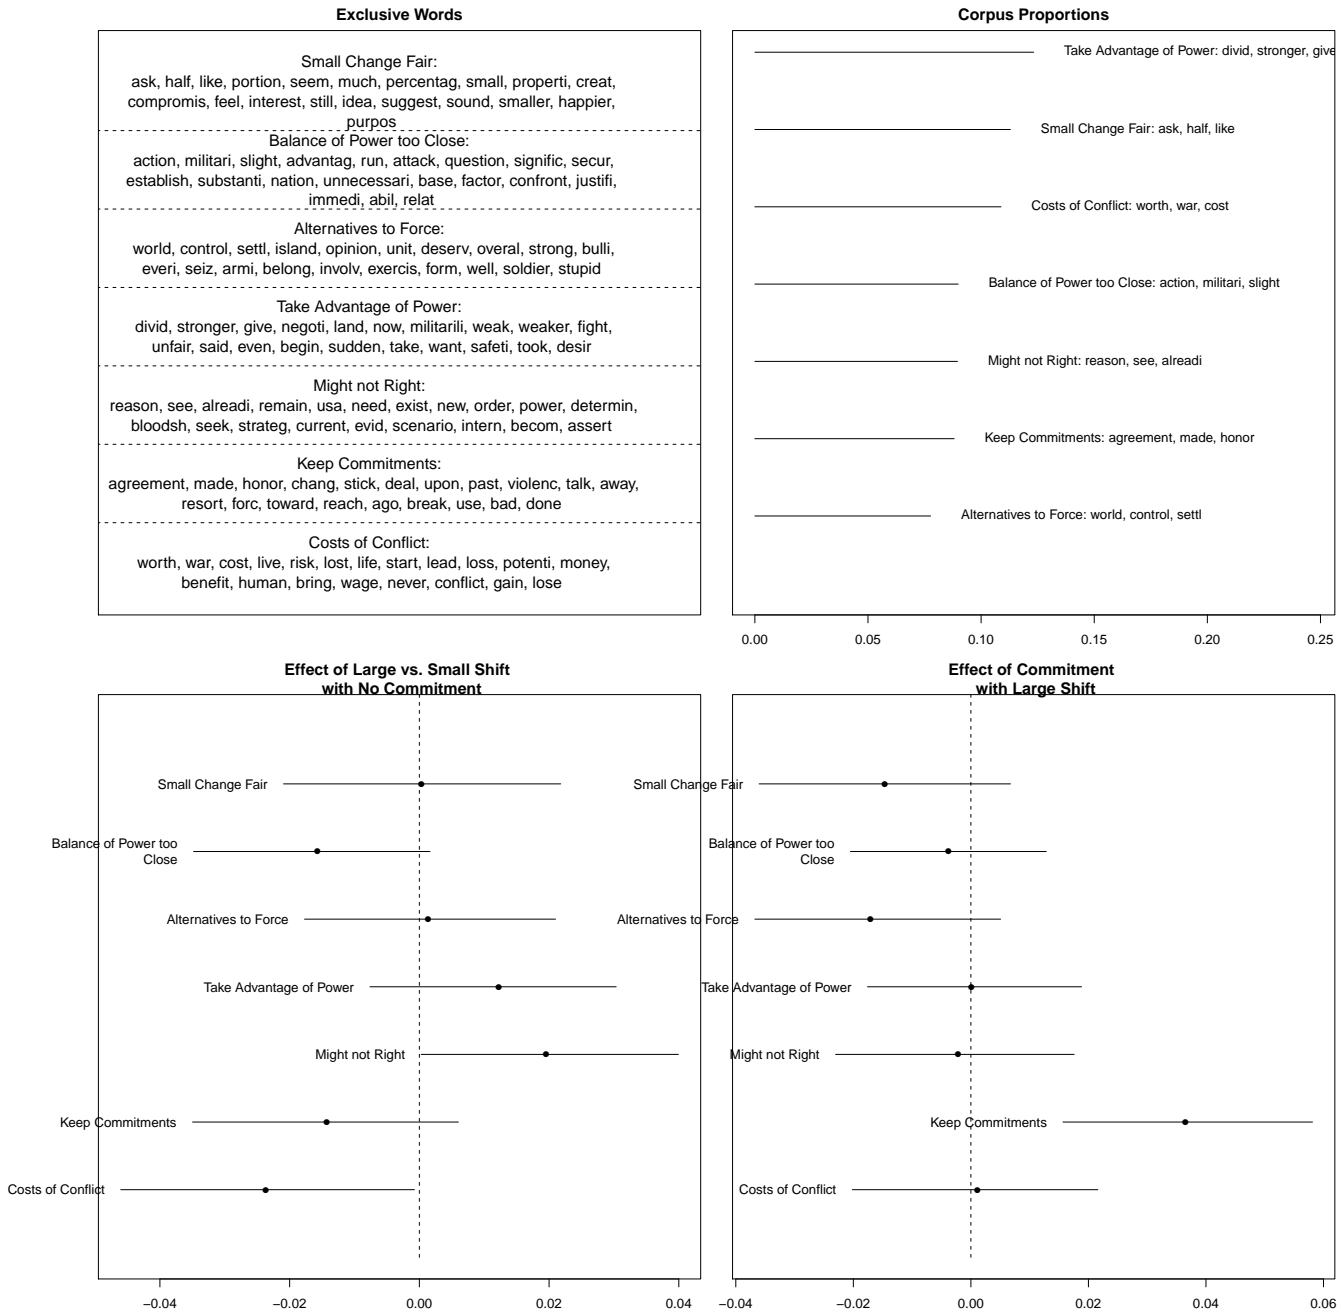 Exclusive Words
Small Change Fair:
ask, half, like, portion, seem, much, percentag, small, properti, creat,
compromis, feel, interest, still, idea, suggest, sound, smaller, happier,
purpos
Balance of Power too Close:
action, militari, slight, advantag, run, attack, question, signific, secur,
establish, substanti, nation, unnecessari, base, factor, confront, justifi,
immedi, abil, relat
Alternatives to Force:
world, control, settl, island, opinion, unit, deserv, overal, strong, bulli,
everi, seiz, armi, belong, involv, exercis, form, well, soldier, stupid
Take Advantage of Power:
divid, stronger, give, negoti, land, now, militarili, weak, weaker, fight,
unfair, said, even, begin, sudden, take, want, safeti, took, desir
Might not Right:
reason, see, alreadi, remain, usa, need, exist, new, order, power, determin,
bloodsh, seek, strateg, current, evid, scenario, intern, becom, assert
Keep Commitments:
agreement, made, honor, chang, stick, deal, upon, past, violenc, talk, away,
resort, forc, toward, reach, ago, break, use, bad, done
Costs of Conflict:
worth, war, cost, live, risk, lost, life, start, lead, loss, potenti, money,
benefit, human, bring, wage, never, conflict, gain, lose
Corpus Proportions
Take Advantage of Power: divid, stronger, give
Small Change Fair: ask, half, like
Costs of Conflict: worth, war, cost
Balance of Power too Close: action, militari, slight
Might not Right: reason, see, alreadi
Keep Commitments: agreement, made, honor
Alternatives to Force: world, control, settl
0.00 0.05 0.10 0.15 0.20 0.25
Effect of Large vs. Small Shift
with No Commitment
Small Change Fair
Balance of Power too
Close
Alternatives to Force
Take Advantage of Power
Might not Right
Keep Commitments
Costs of Conflict
−0.04 −0.02 0.00 0.02 0.04
Effect of Commitment
with Large Shift
Small Change Fair
Balance of Power too
Close
Alternatives to Force
Take Advantage of Power
Might not Right
Keep Commitments
Costs of Conflict
−0.04 −0.02 0.00 0.02 0.04 0.06